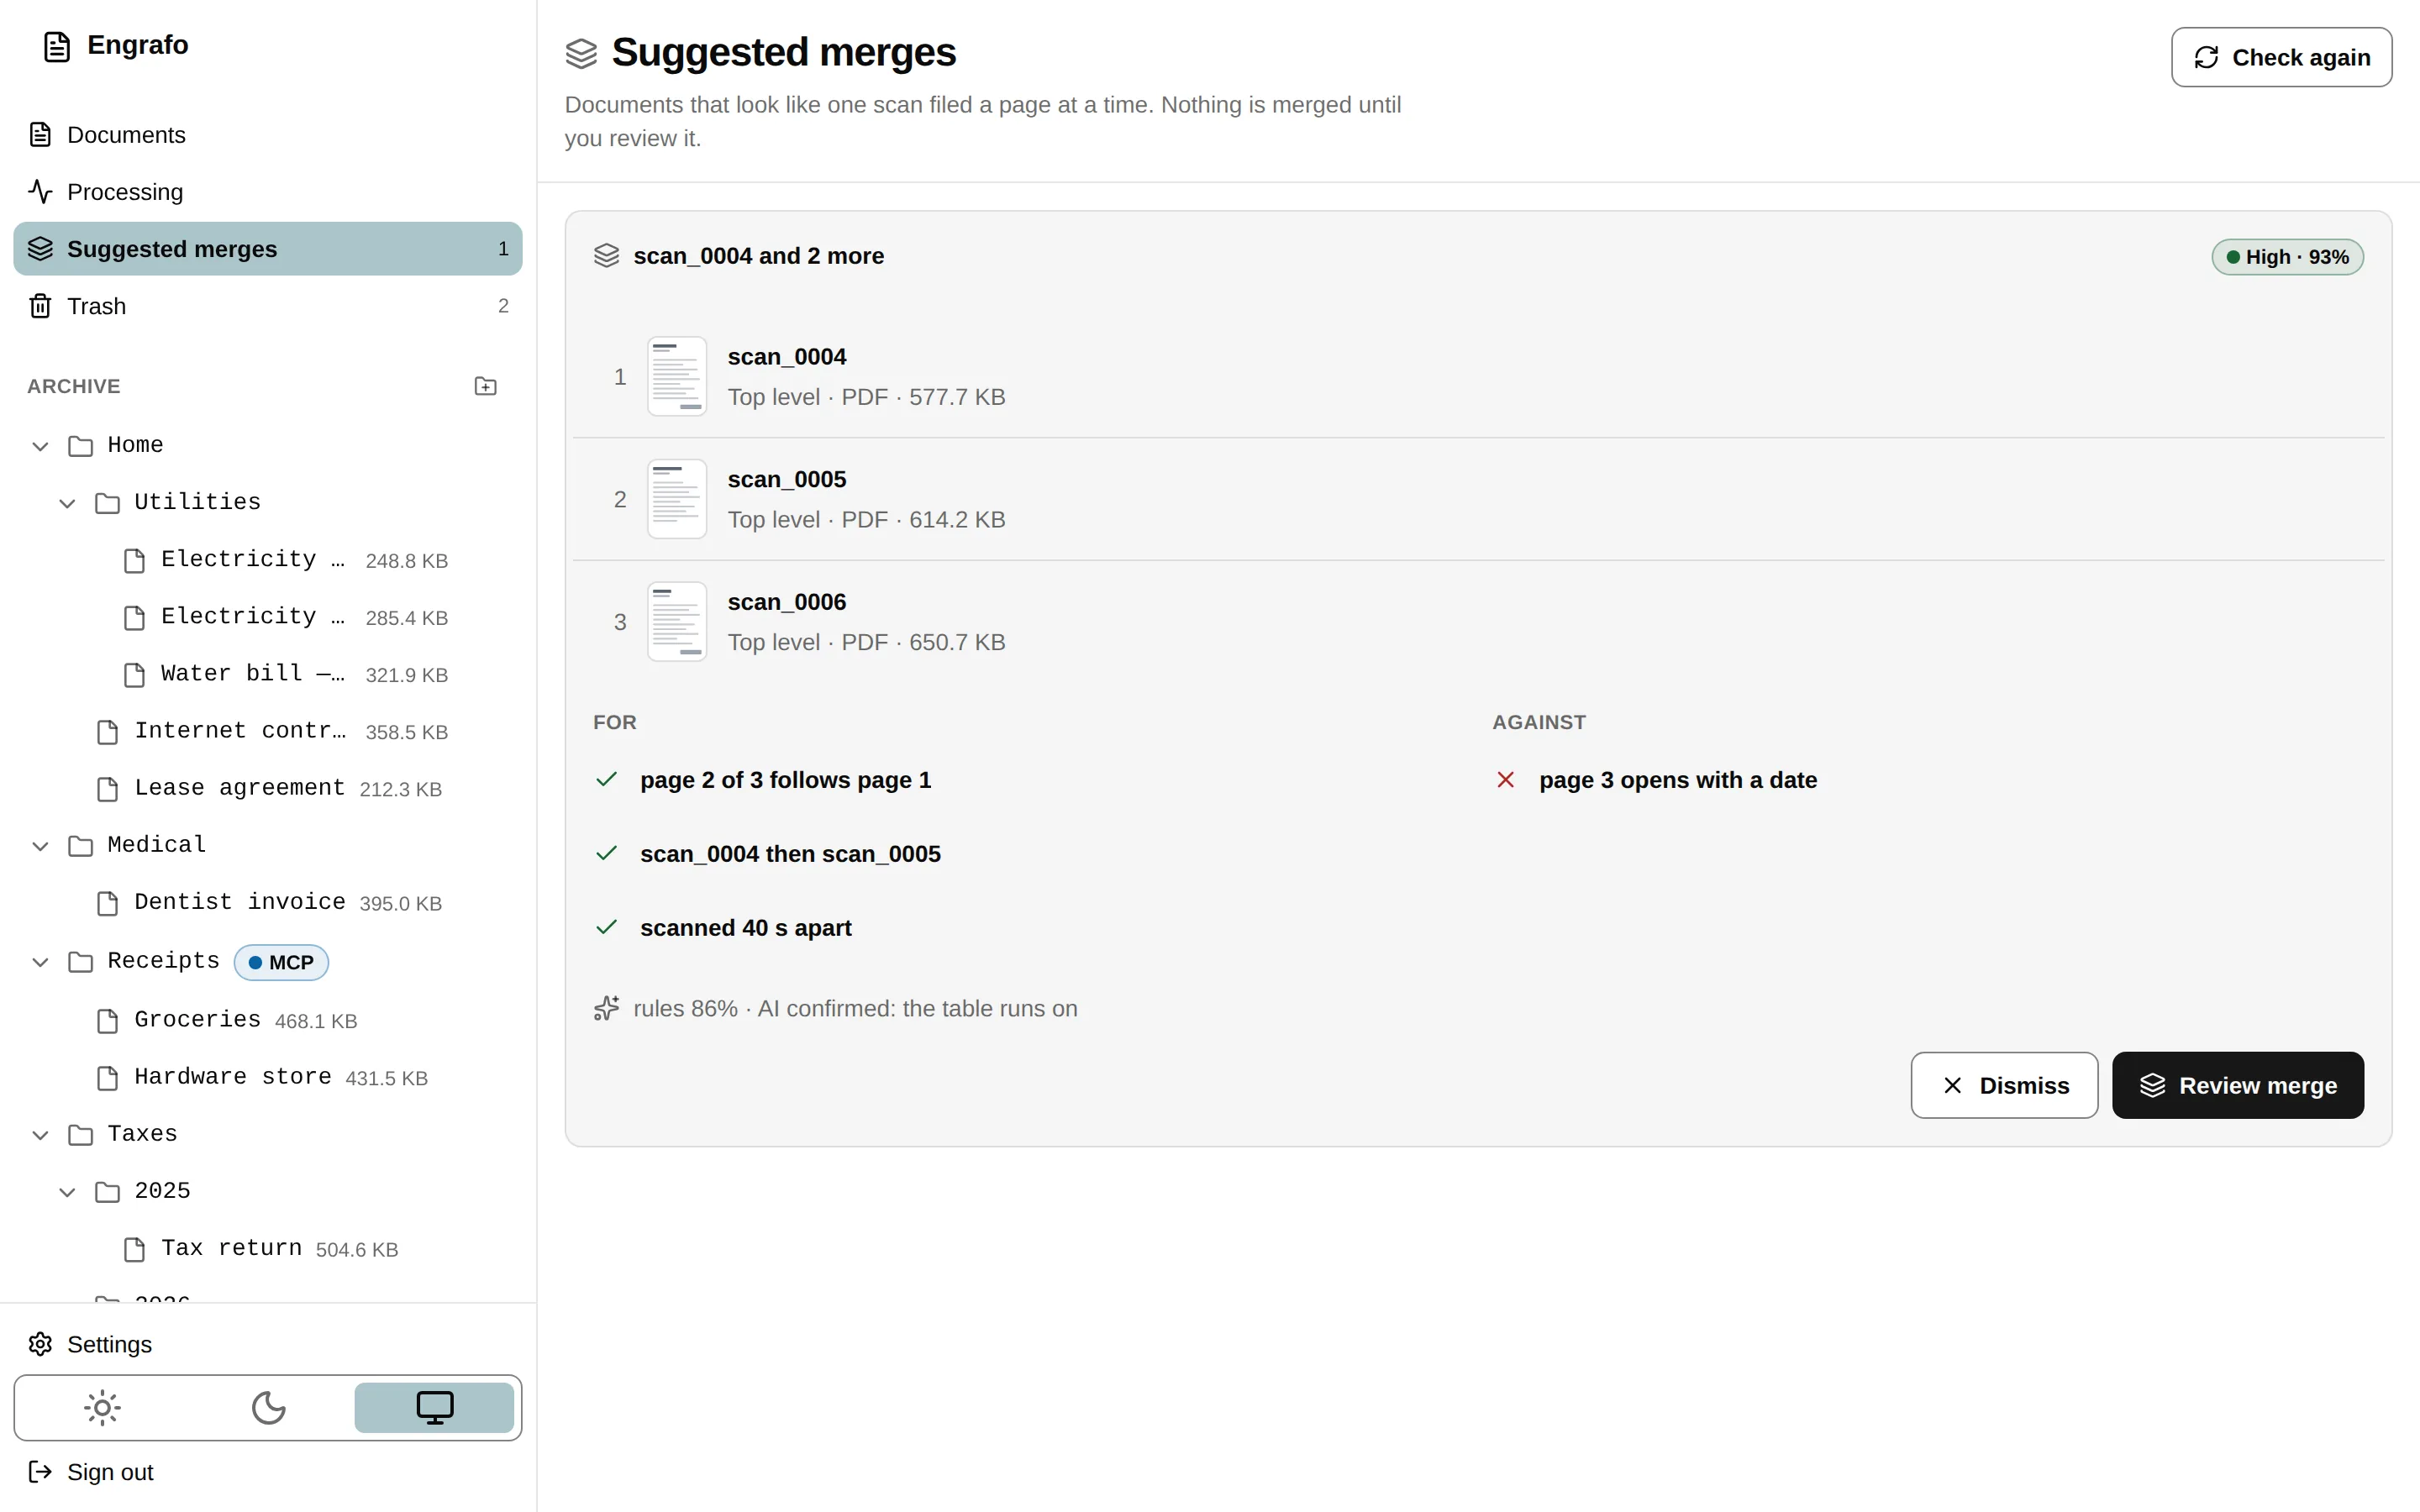 Engrafo
Documents
Processing
Suggested merges 1
Trash 2
ARCHIVE
Home
Utilities
Electricity … 248.8 KB
Electricity … 285.4 KB
Water bill —… 321.9 KB
Internet contr… 358.5 KB
Lease agreement 212.3 KB
Medical
Dentist invoice 395.0 KB
Receipts MCP
Groceries 468.1 KB
Hardware store 431.5 KB
Taxes
2025
Tax return 504.6 KB
Settings
Sign out
Suggested merges
Check again
Documents that look like one scan filed a page at a time. Nothing is merged until
you review it.
scan_0004 and 2 more
High · 93%
1
scan_0004
Top level · PDF · 577.7 KB
2
scan_0005
Top level · PDF · 614.2 KB
3
scan_0006
Top level · PDF · 650.7 KB
FOR
page 2 of 3 follows page 1
scan_0004 then scan_0005
scanned 40 s apart
AGAINST
page 3 opens with a date
rules 86% · AI confirmed: the table runs on
Dismiss
Review merge